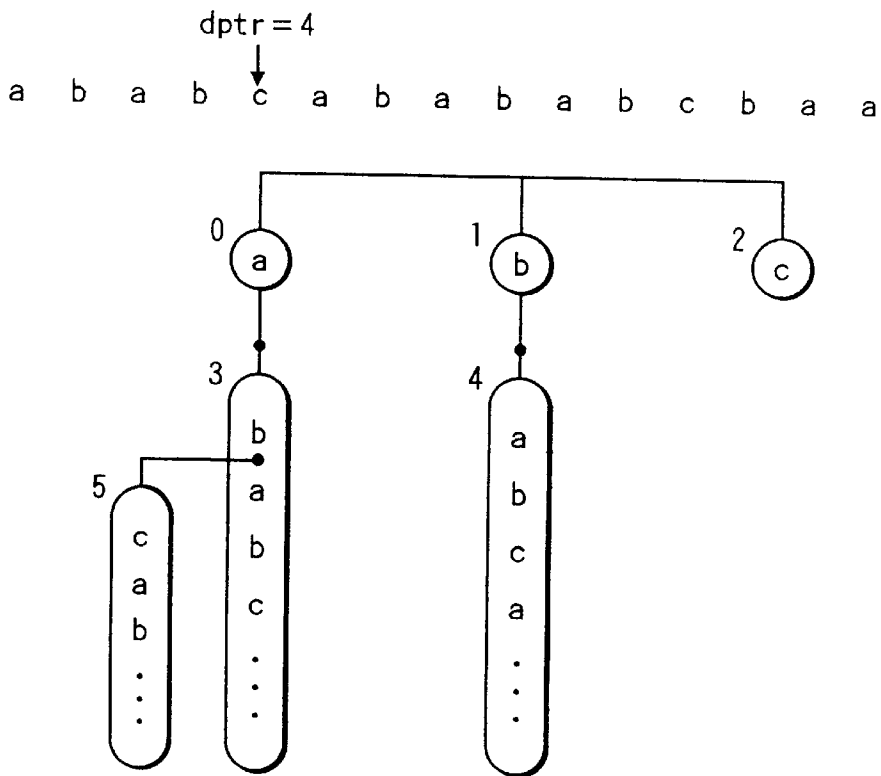 dptr = 4
a b a b c a b a b a b c b a a
0 1 2
a b c
3 4
b a
5 a b
c b c
a c a
b